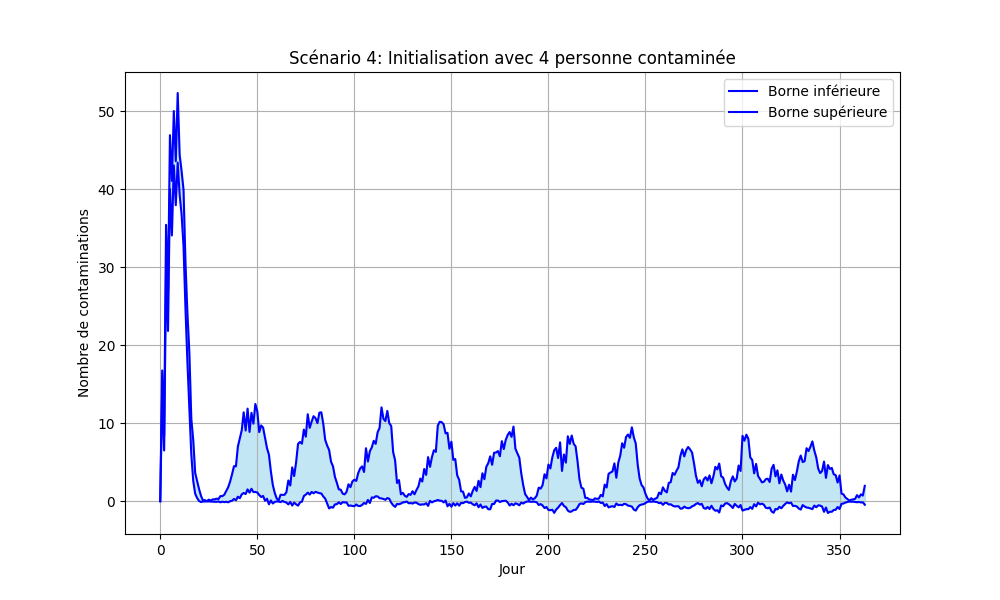 Scénario 4: Initialisation avec 4 personne contaminée
Borne inférieure
Borne supérieure
Nombre de contaminations
50
40
30
20
10
0
0 50 100 150 200 250 300 350
Jour